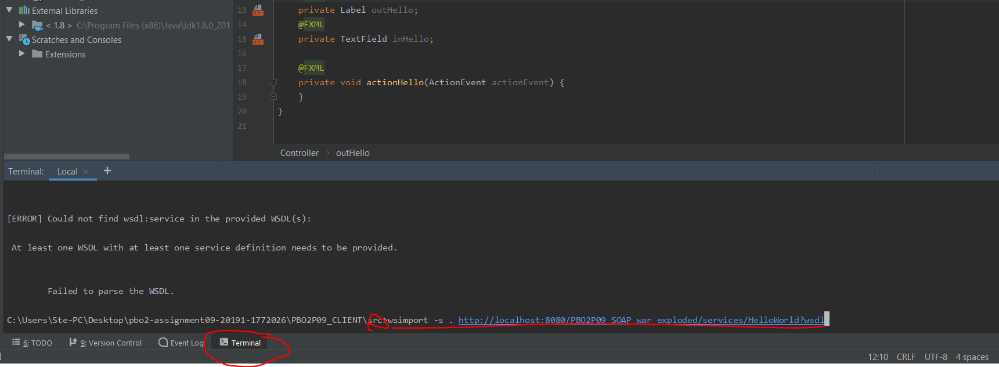 External Libraries
< 1.8 > C:\Program Files (x86)\Java\jdk1.8.0_201
Scratches and Consoles
Extensions
13 private Label outHello;
14 @FXML
15 private TextField inHello;
16
17 @FXML
18 private void actionHello(ActionEvent actionEvent) {
19 }
20 }
21
Controller › outHello
Terminal: Local × +
[ERROR] Could not find wsdl:service in the provided WSDL(s):
At least one WSDL with at least one service definition needs to be provided.
Failed to parse the WSDL.
C:\Users\Ste-PC\Desktop\pbo2-assignment09-20191-1772026\PBO2P09_CLIENT\src>wsimport -s . http://localhost:8080/PBO2P09_SOAP_war_exploded/services/HelloWorld?wsdl
6: TODO 9: Version Control Event Log Terminal
12:10 CRLF UTF-8 4 spaces